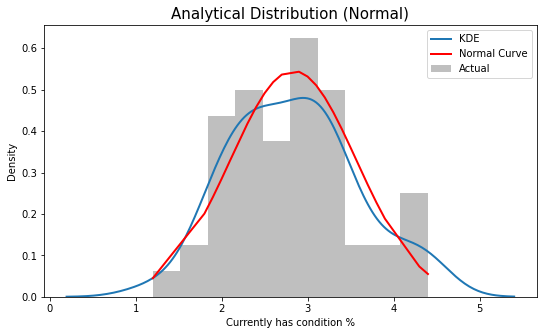 Analytical Distribution (Normal)
KDE
Normal Curve
Actual
Density
0.6
0.5
0.4
0.3
0.2
0.1
0.0
0 1 2 3 4 5
Currently has condition %